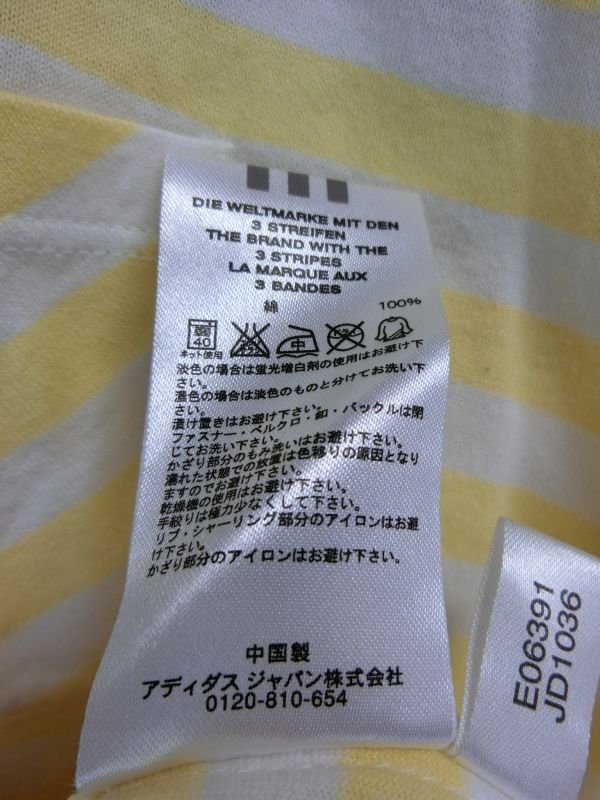 DIE WELTMARKE MIT DEN
3 STREIFEN
THE BRAND WITH THE
3 STRIPES
LA MARQUE AUX
3 BANDES
綿 100%
40 中
ネット使用
淡色の場合は蛍光増白剤の使用はお避け下
さい。
濃色の場合は淡色のものと分けてお洗い下
さい。
漬け置きはお避け下さい。
ファスナー・ベルクロ・釦・バックルは閉
じてお洗い下さい。
かざり部分のもみ洗いはお避け下さい。
濡れた状態での放置は色移りの原因となり
ますのでお避け下さい。
乾燥機の使用はお避け下さい。
手絞りは極力少なくして下さい。
リブ・シャーリング部分のアイロンはお避
け下さい。
かざり部分のアイロンはお避け下さい。
中国製
アディダス ジャパン株式会社
0120-810-654
E06391
JD1036